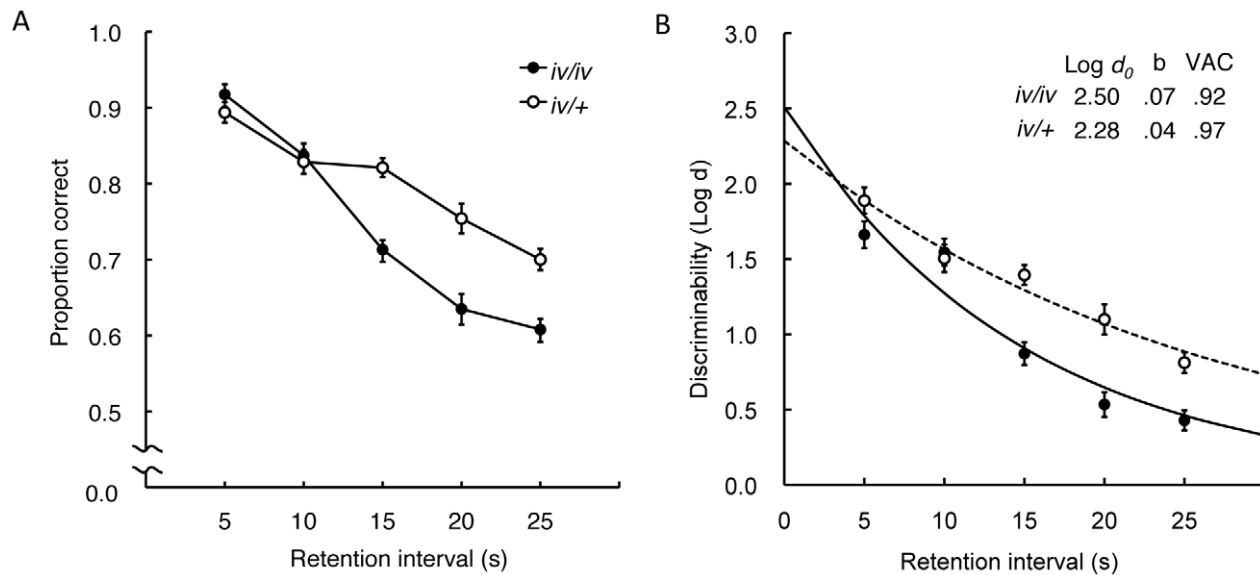 A
1.0
0.9
0.8
0.7
0.6
0.5
0.0
Proportion correct
iv/iv
iv/+
5 10 15 20 25
Retention interval (s)
B
3.0
2.5
2.0
1.5
1.0
0.5
0.0
Discriminability (Log d)
Log d0 b VAC
iv/iv 2.50 .07 .92
iv/+ 2.28 .04 .97
0 5 10 15 20 25
Retention interval (s)